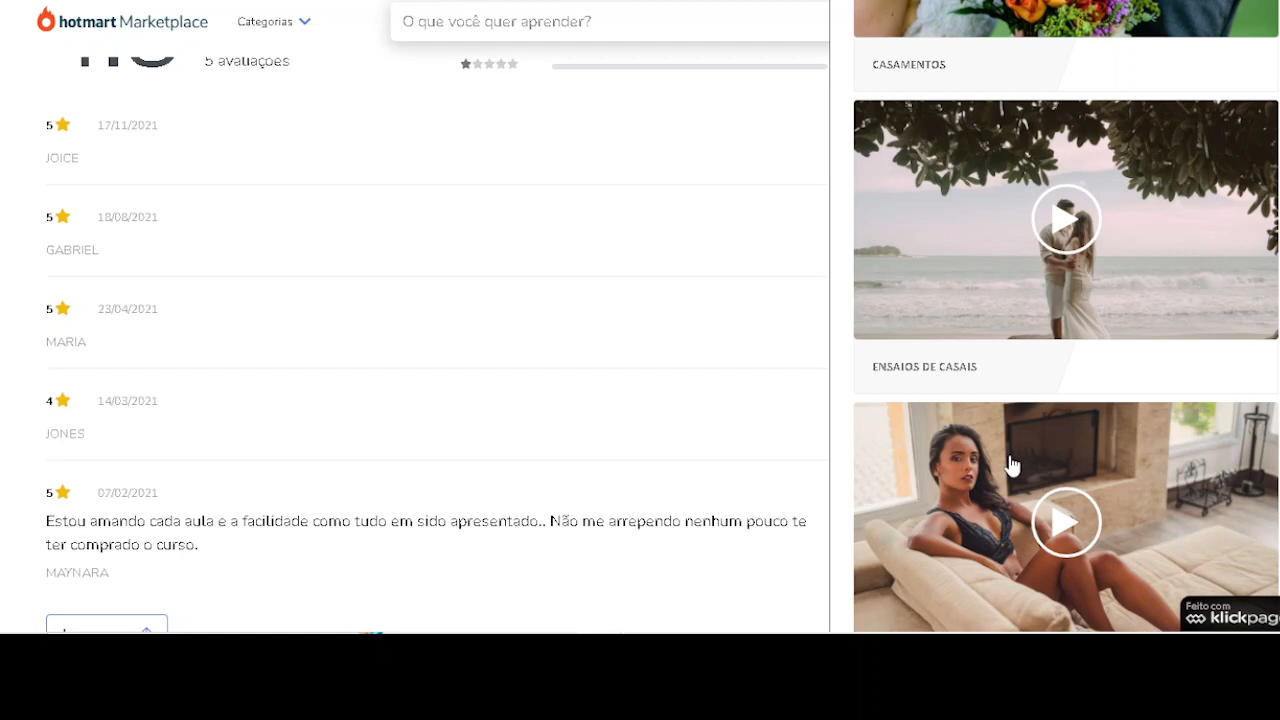 hotmart Marketplace
Categorias
O que você quer aprender?
5 avaliações
5 17/11/2021
JOICE
5 18/08/2021
GABRIEL
5 23/04/2021
MARIA
4 14/03/2021
JONES
5 07/02/2021
Estou amando cada aula e a facilidade como tudo em sido apresentado.. Não me arrependo nenhum pouco te
ter comprado o curso.
MAYNARA
CASAMENTOS
ENSAIOS DE CASAIS
Feito com
klickpag